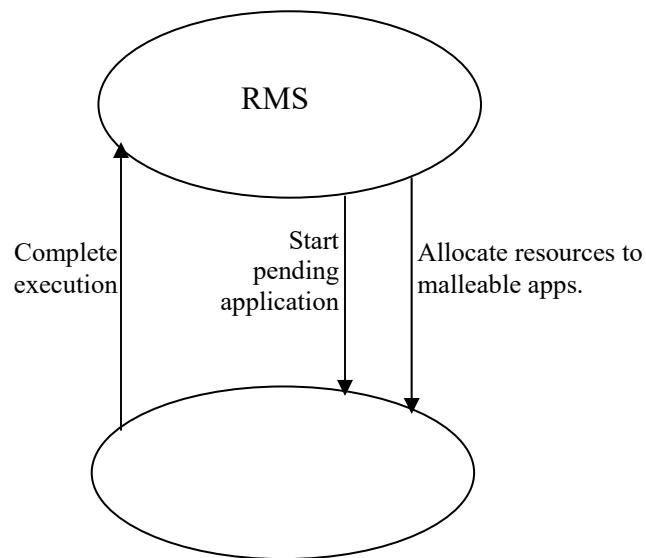 RMS
Complete
execution
Start
pending
application
Allocate resources to
malleable apps.